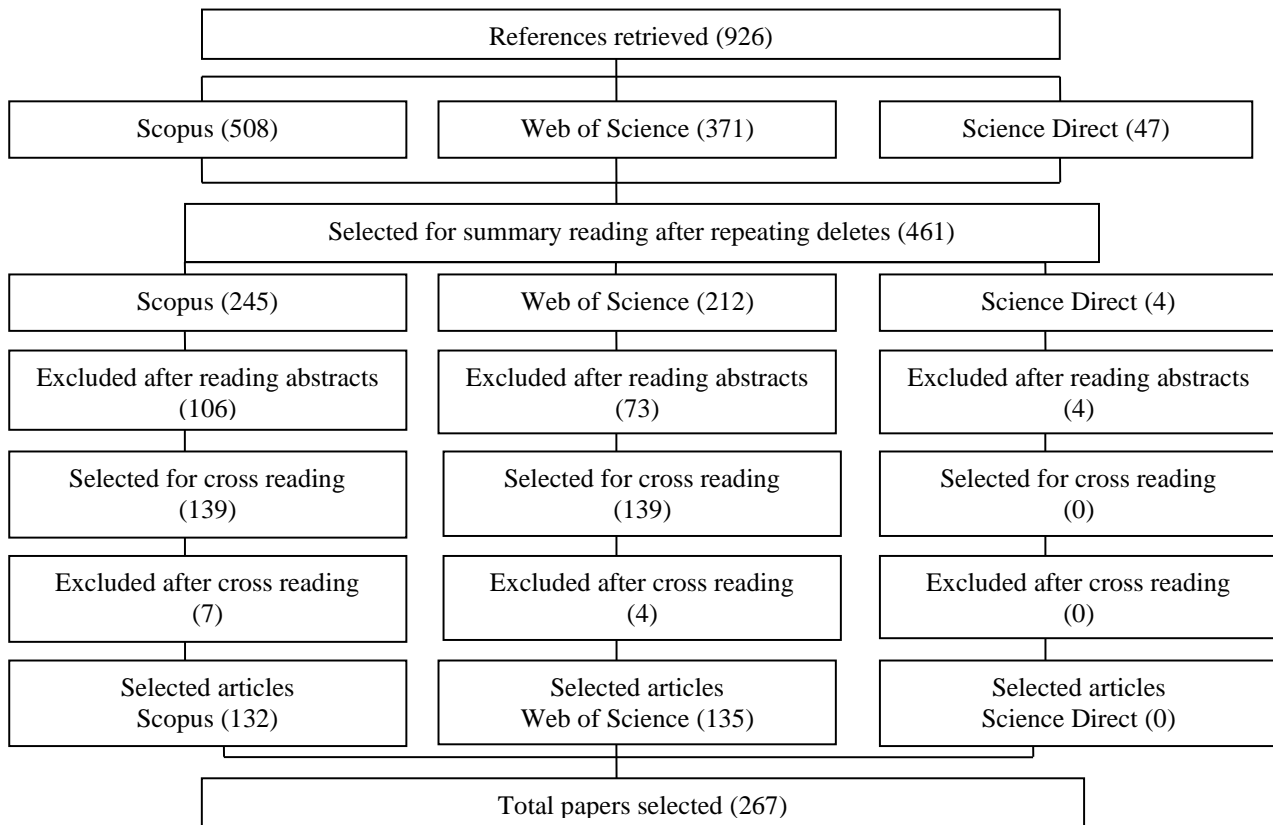 References retrieved (926)
Scopus (508)
Web of Science (371)
Science Direct (47)
Selected for summary reading after repeating deletes (461)
Scopus (245)
Web of Science (212)
Science Direct (4)
Excluded after reading abstracts
(106)
Excluded after reading abstracts
(73)
Excluded after reading abstracts
(4)
Selected for cross reading
(139)
Selected for cross reading
(139)
Selected for cross reading
(0)
Excluded after cross reading
(7)
Excluded after cross reading
(4)
Excluded after cross reading
(0)
Selected articles
Scopus (132)
Selected articles
Web of Science (135)
Selected articles
Science Direct (0)
Total papers selected (267)